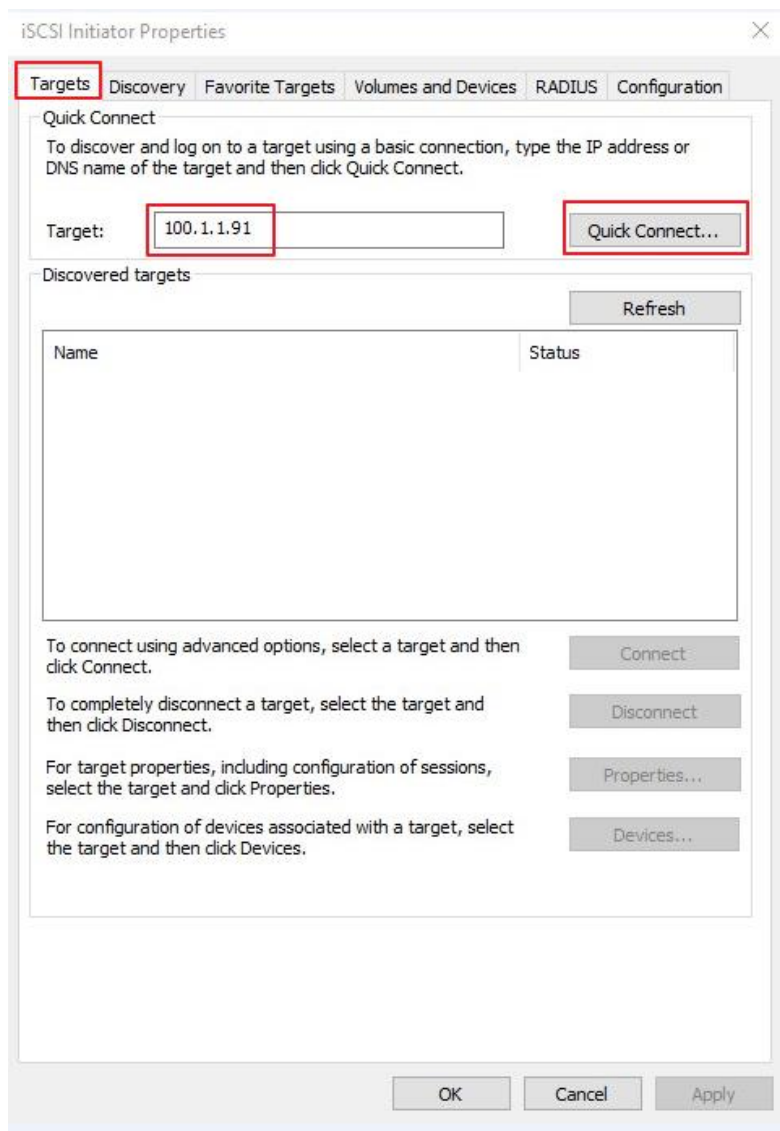 iSCSI Initiator Properties
Targets Discovery Favorite Targets Volumes and Devices RADIUS Configuration
Quick Connect
To discover and log on to a target using a basic connection, type the IP address or
DNS name of the target and then click Quick Connect.
Target: 100.1.1.91 Quick Connect...
Discovered targets
Refresh
Name Status
To connect using advanced options, select a target and then
click Connect.
Connect
To completely disconnect a target, select the target and
then click Disconnect.
Disconnect
For target properties, including configuration of sessions,
select the target and click Properties.
Properties...
For configuration of devices associated with a target, select
the target and then click Devices.
Devices...
OK Cancel Apply